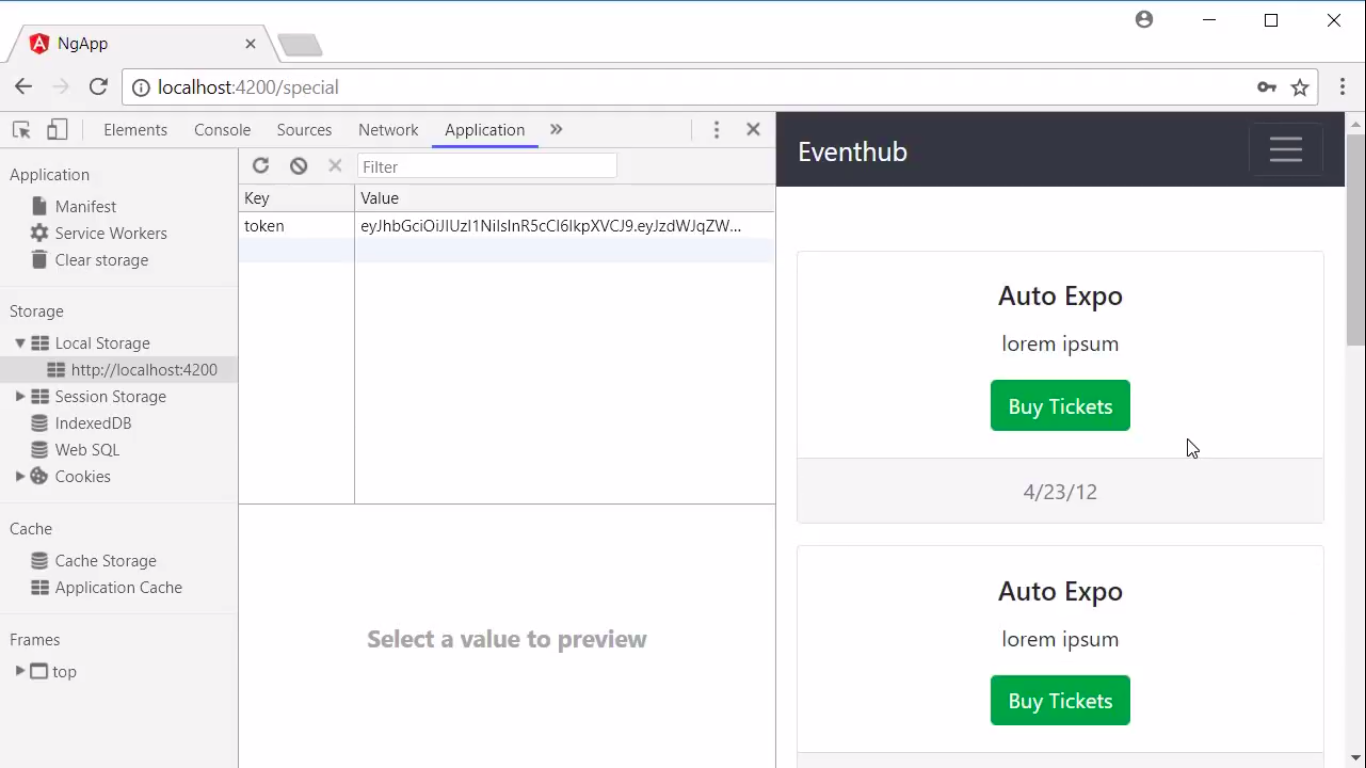 NgApp
localhost:4200/special
Elements Console Sources Network Application »
Application
Manifest
Service Workers
Clear storage
Storage
Local Storage
http://localhost:4200
Session Storage
IndexedDB
Web SQL
Cookies
Cache
Cache Storage
Application Cache
Frames
top
Filter
Key Value
token eyJhbGciOiJIUzI1NiIsInR5cCI6IkpXVCJ9.eyJzdWJqZW...
Select a value to preview
Eventhub
Auto Expo
lorem ipsum
Buy Tickets
4/23/12
Auto Expo
lorem ipsum
Buy Tickets